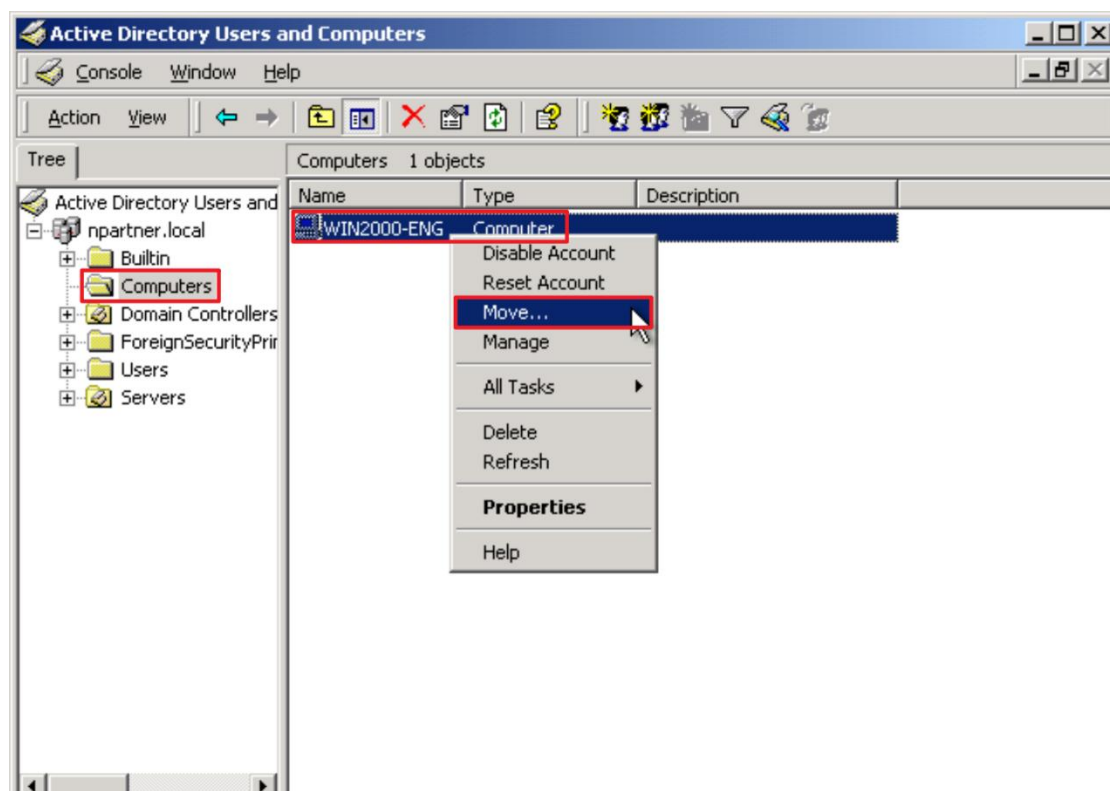 Active Directory Users and Computers
Console Window Help
Action View
Tree
Computers 1 objects
Active Directory Users and
npartner.local
Builtin
Computers
Domain Controllers
ForeignSecurityPrir
Users
Servers
Name Type Description
WIN2000-ENG Computer
Disable Account
Reset Account
Move...
Manage
All Tasks
Delete
Refresh
Properties
Help